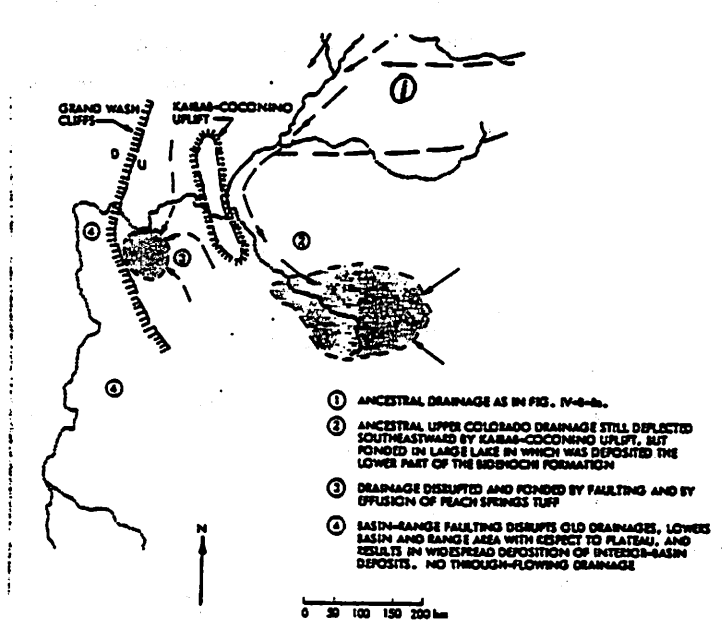 GRAND WASH
CLIFFS
KAIBAB-COCONINO
UPLIFT
1
D
U
4
3
2
4
1 ANCESTRAL DRAINAGE AS IN FIG. IV-8-8a.
2 ANCESTRAL UPPER COLORADO DRAINAGE STILL DEFLECTED
SOUTHEASTWARD BY KAIBAB-COCONINO UPLIFT, BUT
PONDED IN LARGE LAKE IN WHICH WAS DEPOSITED THE
LOWER PART OF THE BIDEHOCHI FORMATION
3 DRAINAGE DISRUPTED AND PONDED BY FAULTING AND BY
EFFUSION OF PEACH SPRINGS TUFF
4 BASIN-RANGE FAULTING DISRUPTS OLD DRAINAGES, LOWERS
BASIN AND RANGE AREA WITH RESPECT TO PLATEAU, AND
RESULTS IN WIDESPREAD DEPOSITION OF INTERIOR-BASIN
DEPOSITS. NO THROUGH-FLOWING DRAINAGE
N
0 50 100 150 200 km